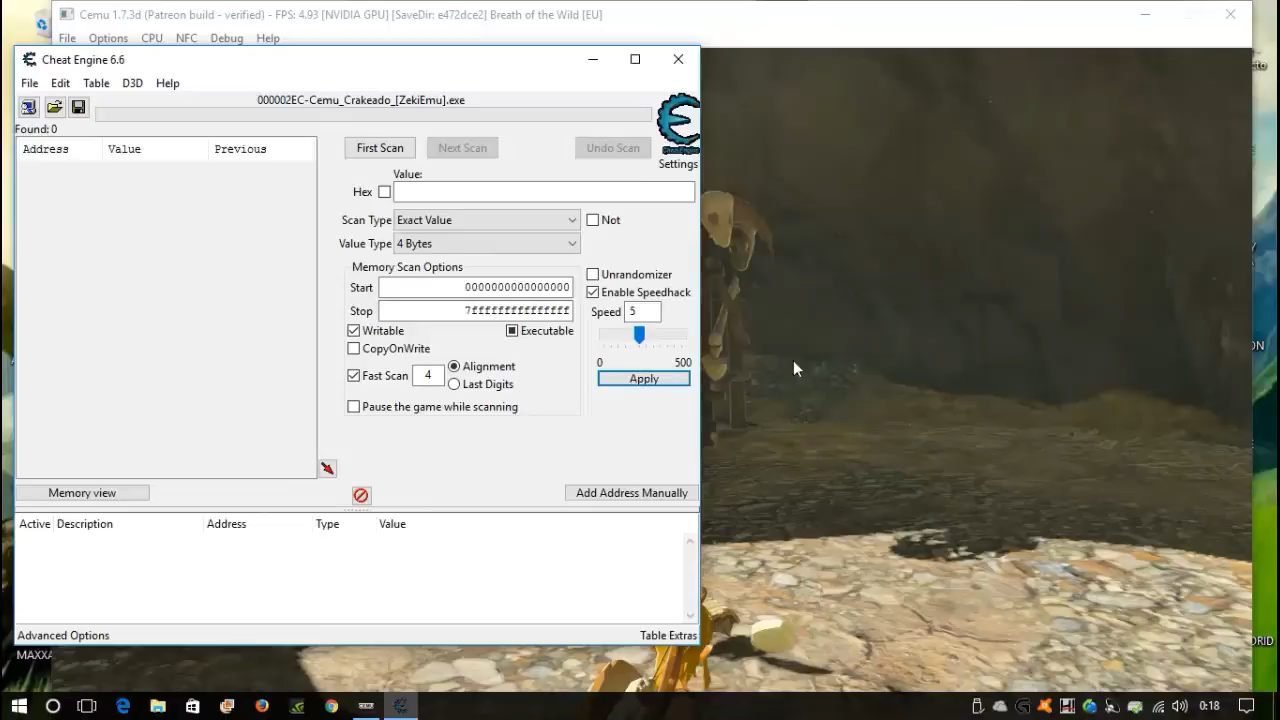 Cemu 1.7.3d (Patreon build - verified) - FPS: 4.93 [NVIDIA GPU] [SaveDir: e472dce2] Breath of the Wild [EU]
File Options CPU NFC Debug Help
Cheat Engine 6.6
File Edit Table D3D Help
000002EC-Cemu_Crakeado_[ZekiEmu].exe
Found: 0
Address Value Previous
First Scan Next Scan Undo Scan
Settings
Value:
Hex
Scan Type Exact Value Not
Value Type 4 Bytes
Memory Scan Options
Start 0000000000000000
Stop 7fffffffffffffff
Writable Executable
CopyOnWrite
Fast Scan 4 Alignment
Last Digits
Pause the game while scanning
Unrandomizer
Enable Speedhack
Speed 5
0 500
Apply
Memory view Add Address Manually
Active Description Address Type Value
Advanced Options Table Extras
MAXXA
0:18